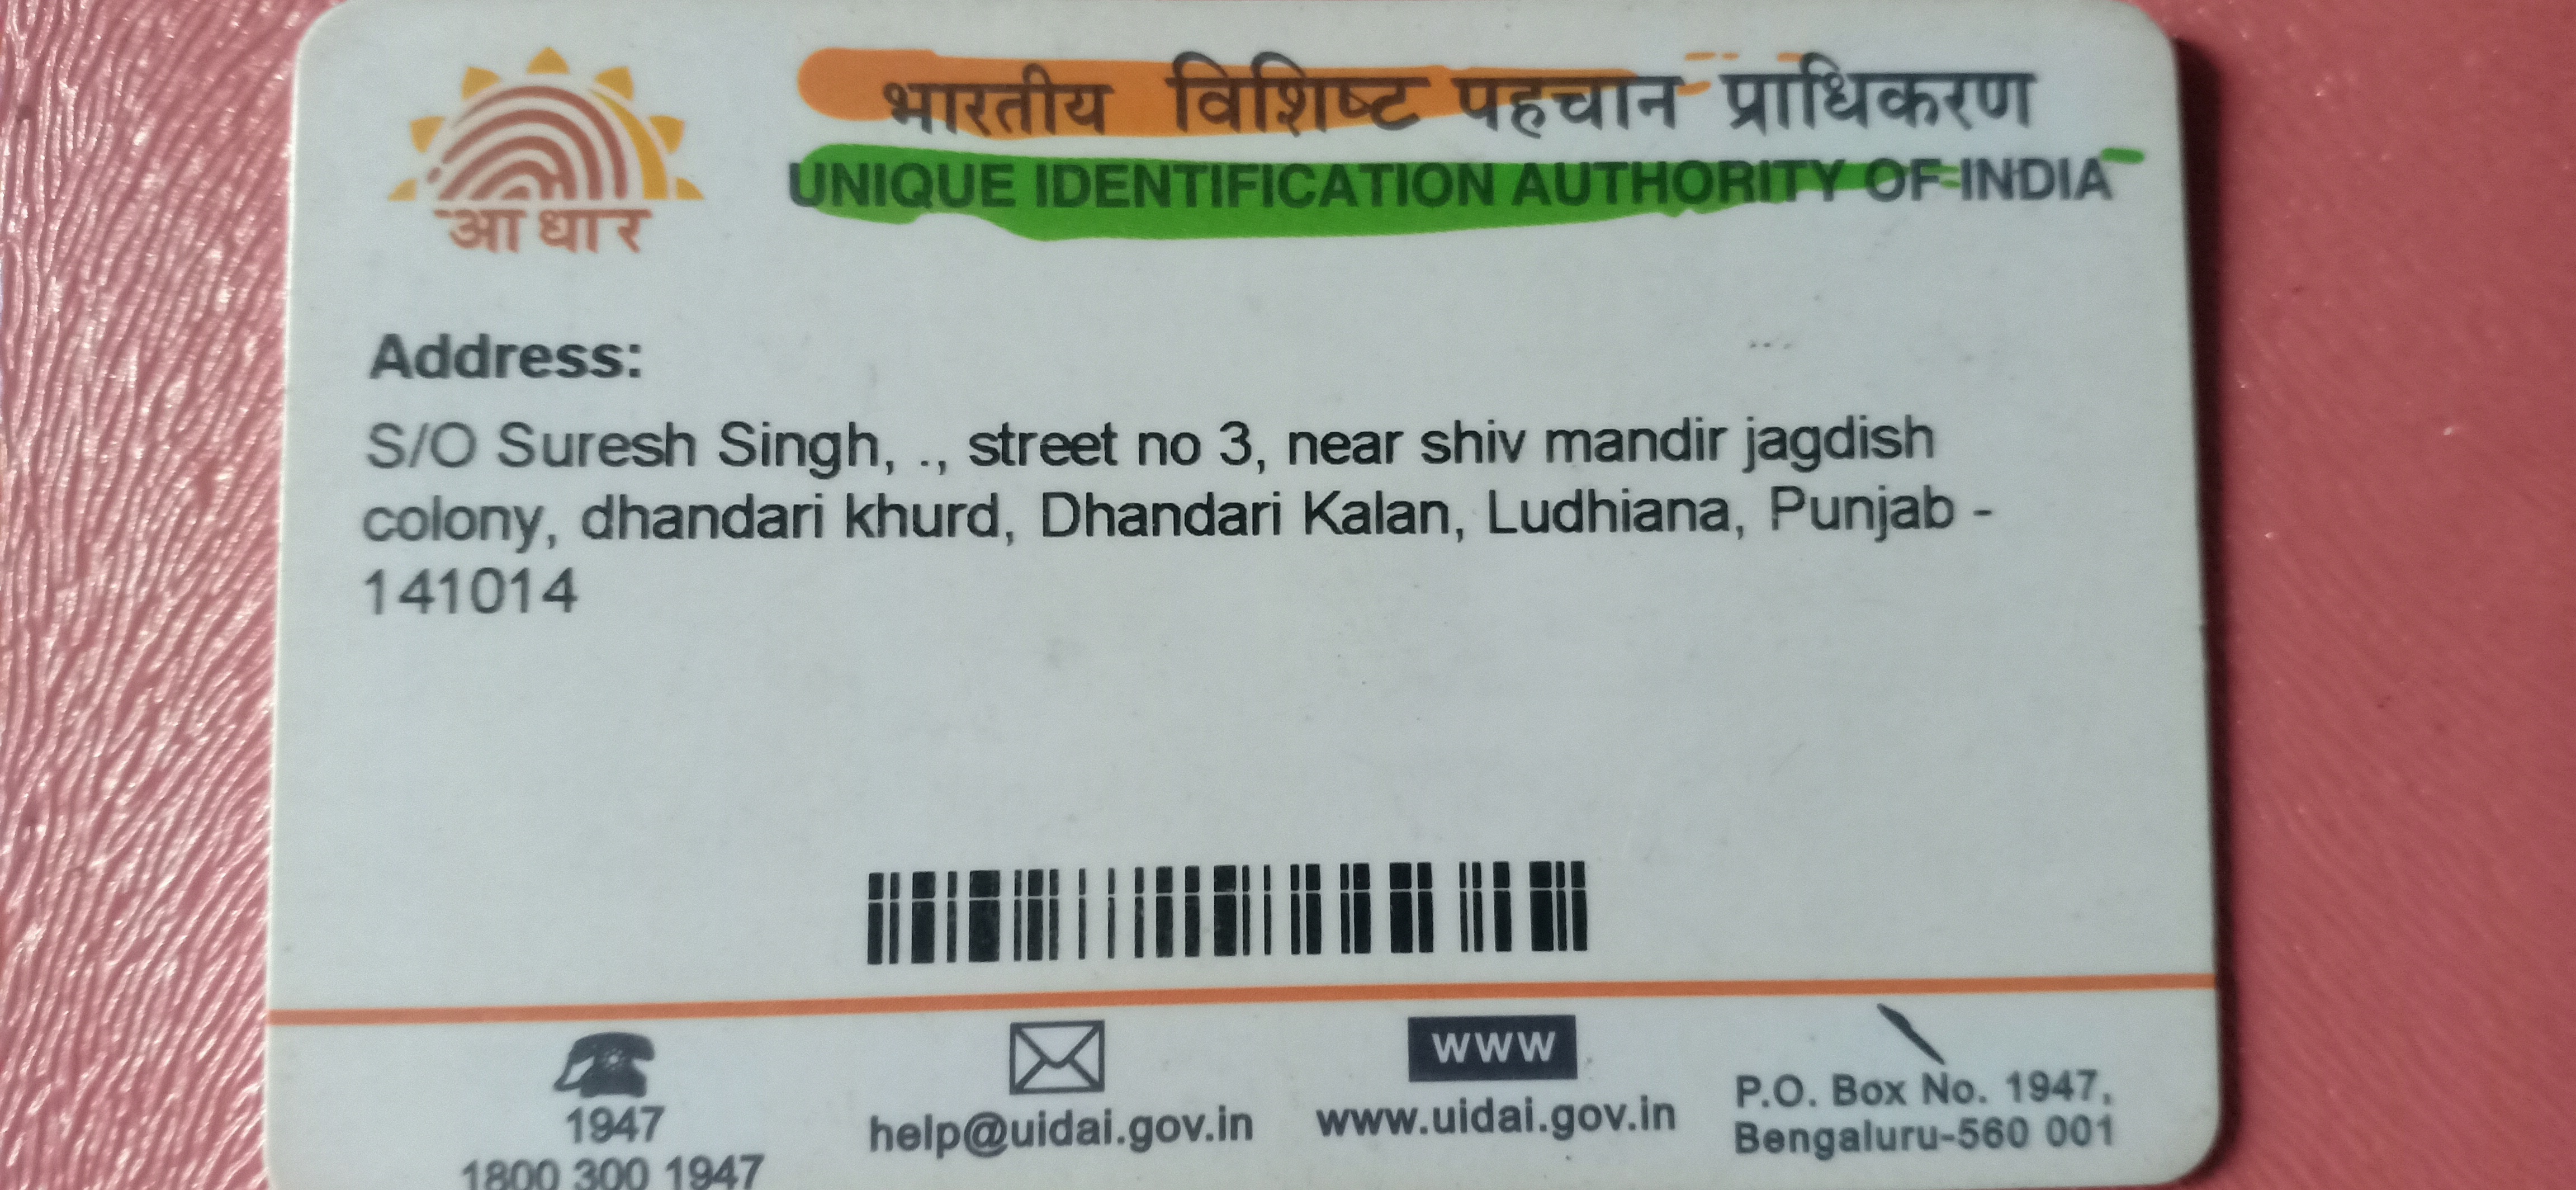 आधार
भारतीय विशिष्ट पहचान प्राधिकरण
UNIQUE IDENTIFICATION AUTHORITY OF INDIA
Address:
S/O Suresh Singh, ., street no 3, near shiv mandir jagdish
colony, dhandari khurd, Dhandari Kalan, Ludhiana, Punjab -
141014
1947
1800 300 1947
help@uidai.gov.in
www
www.uidai.gov.in
P.O. Box No. 1947,
Bengaluru-560 001